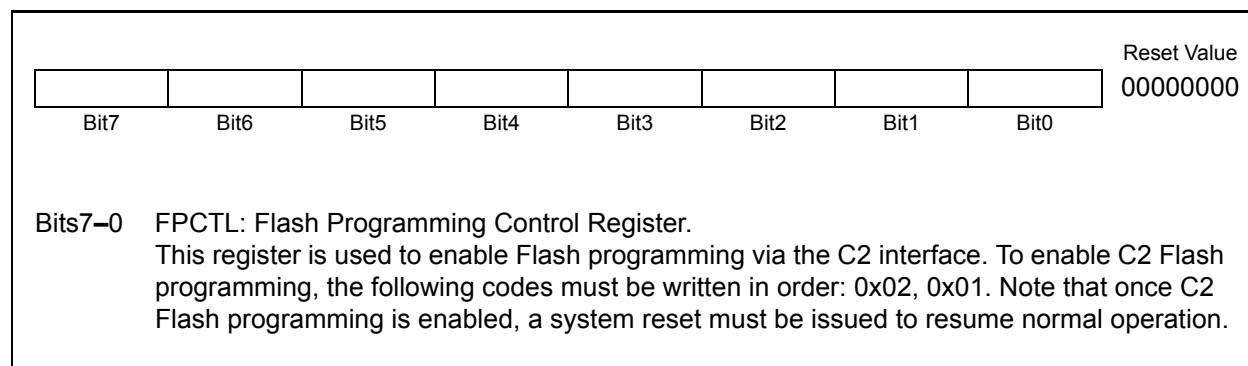 Reset Value
00000000
Bit7 Bit6 Bit5 Bit4 Bit3 Bit2 Bit1 Bit0
Bits7–0 FPCTL: Flash Programming Control Register.
This register is used to enable Flash programming via the C2 interface. To enable C2 Flash
programming, the following codes must be written in order: 0x02, 0x01. Note that once C2
Flash programming is enabled, a system reset must be issued to resume normal operation.